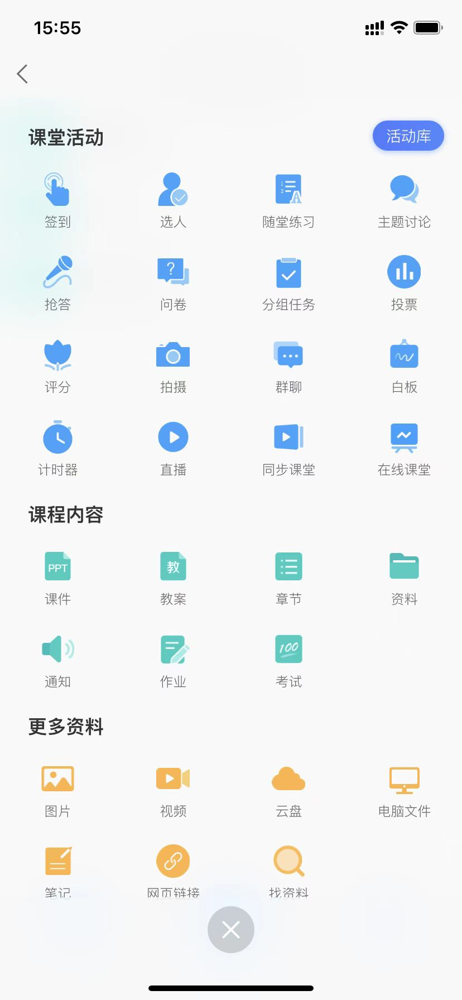 15:55
课堂活动
活动库
签到 选人 随堂练习 主题讨论
1
2
A
?
抢答 问卷 分组任务 投票
评分 拍摄 群聊 白板
计时器 直播 同步课堂 在线课堂
课程内容
PPT 教
课件 教案 章节 资料
100
通知 作业 考试
更多资料
图片 视频 云盘 电脑文件
笔记 网页链接 找资料